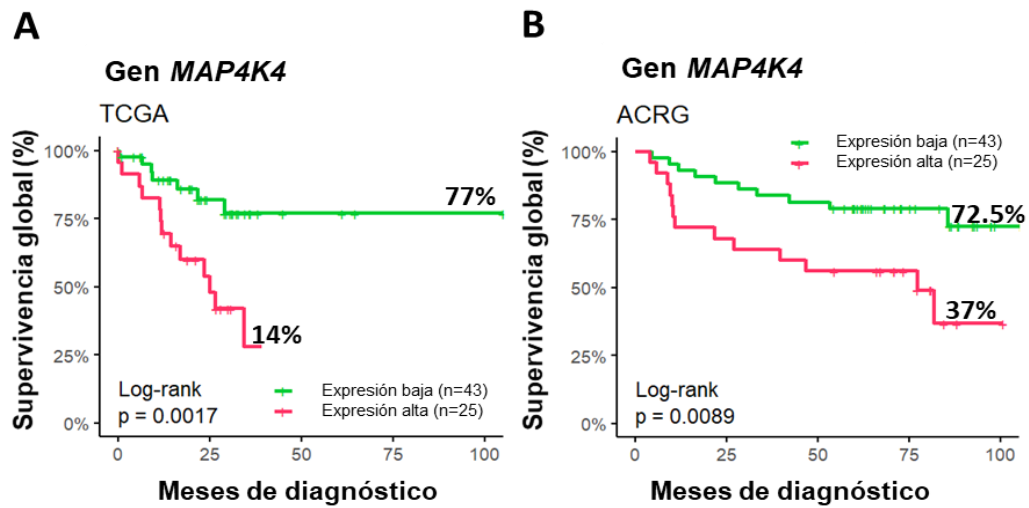 A
Gen MAP4K4
TCGA
Supervivencia global (%)
100%
75%
50%
25%
0%
77%
14%
Log-rank
p = 0.0017
Expresión baja (n=43)
Expresión alta (n=25)
0 25 50 75 100
Meses de diagnóstico
B
Gen MAP4K4
ACRG
Supervivencia global (%)
100%
75%
50%
25%
0%
Expresión baja (n=43)
Expresión alta (n=25)
72.5%
37%
Log-rank
p = 0.0089
0 25 50 75 100
Meses de diagnóstico